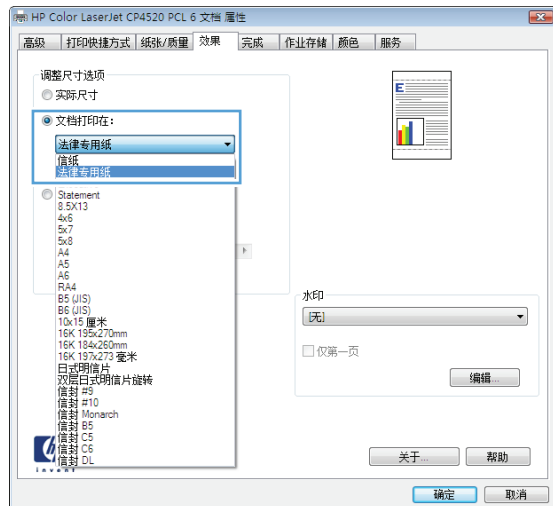 HP Color LaserJet CP4520 PCL 6 文档 属性
高级 打印快捷方式 纸张/质量 效果 完成 作业存储 颜色 服务
调整尺寸选项
实际尺寸
文档打印在：
法律专用纸
信纸
法律专用纸
Statement
8.5X13
4x6
5x7
5x8
A4
A5
A6
RA4
B5 (JIS)
B6 (JIS)
10x15 厘米
16K 195x270mm
16K 184x260mm
16K 197x273 毫米
日式明信片
双层日式明信片旋转
信封 #9
信封 #10
信封 Monarch
信封 B5
信封 C5
信封 C6
信封 DL
E
水印
[无]
仅第一页
编辑...
invent
关于... 帮助
确定 取消